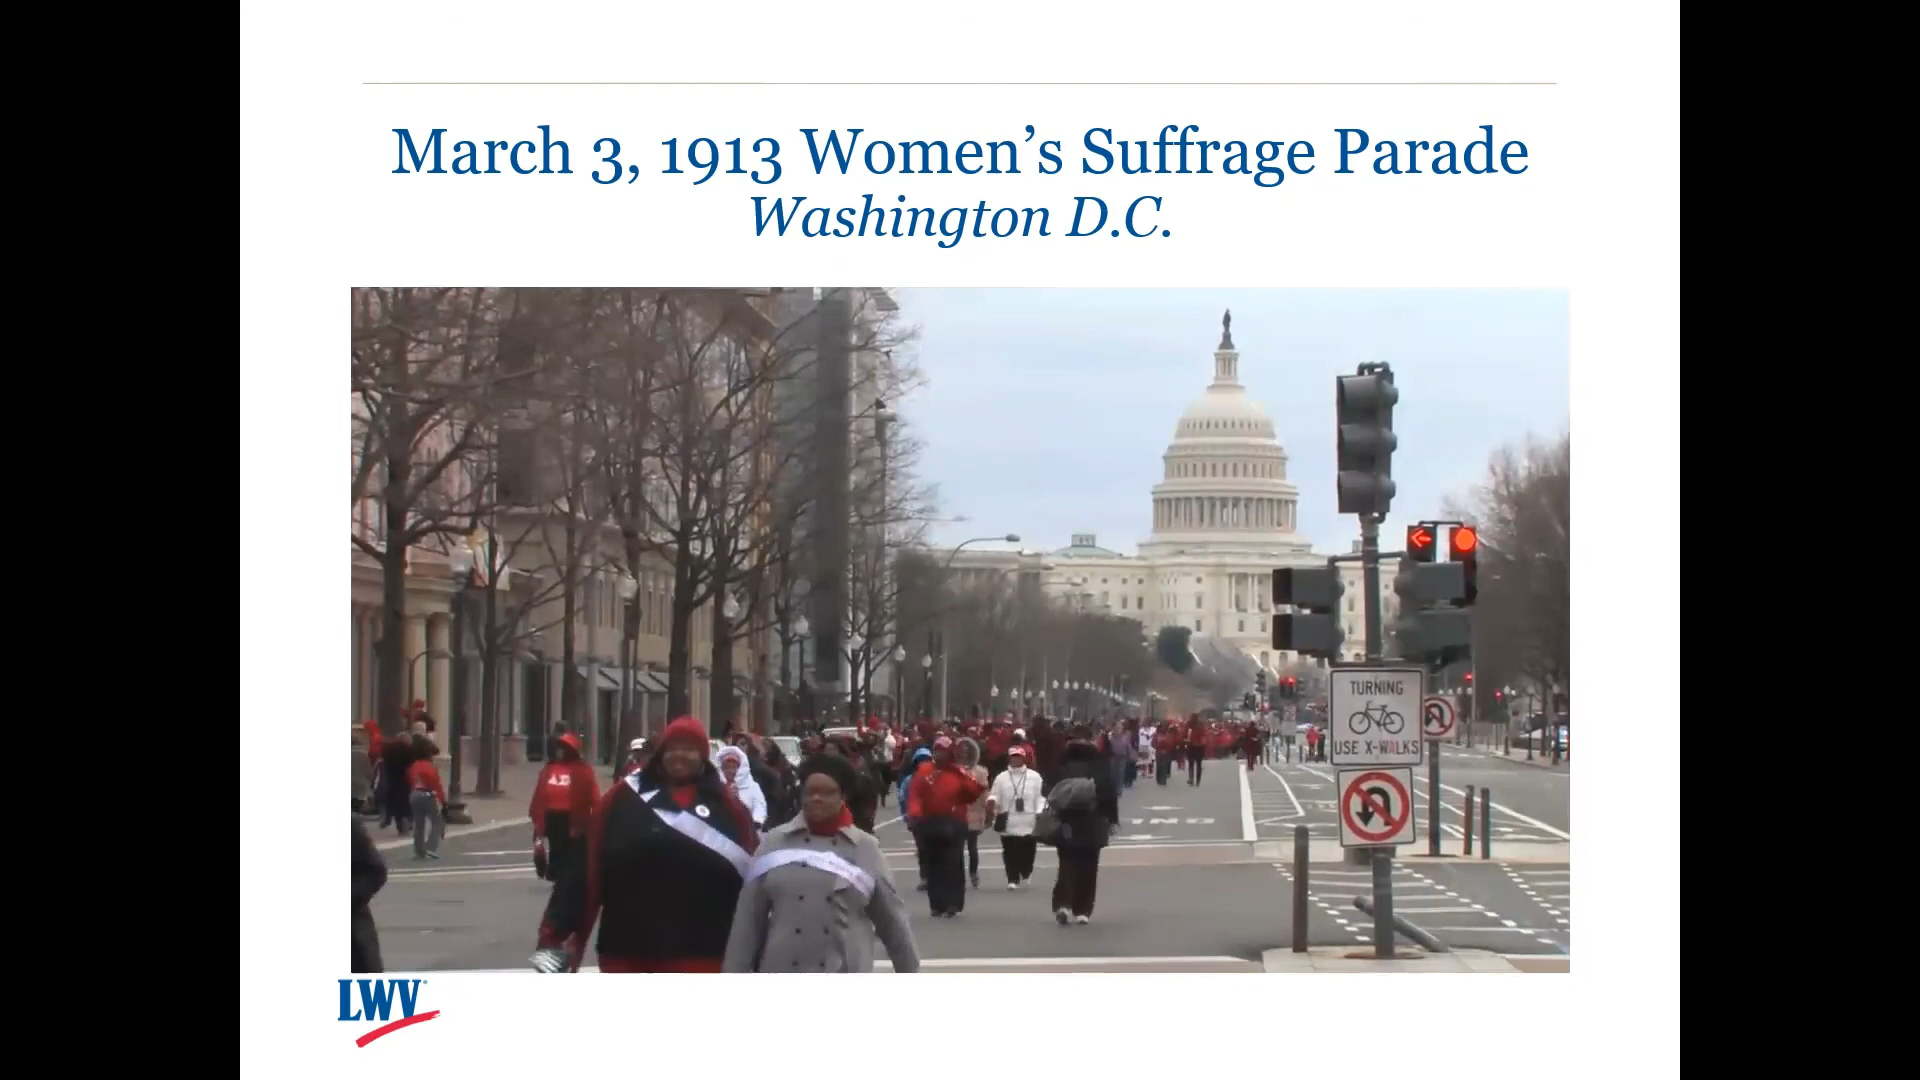 March 3, 1913 Women’s Suffrage Parade
Washington D.C.
TURNING
USE X-WALKS
LWV